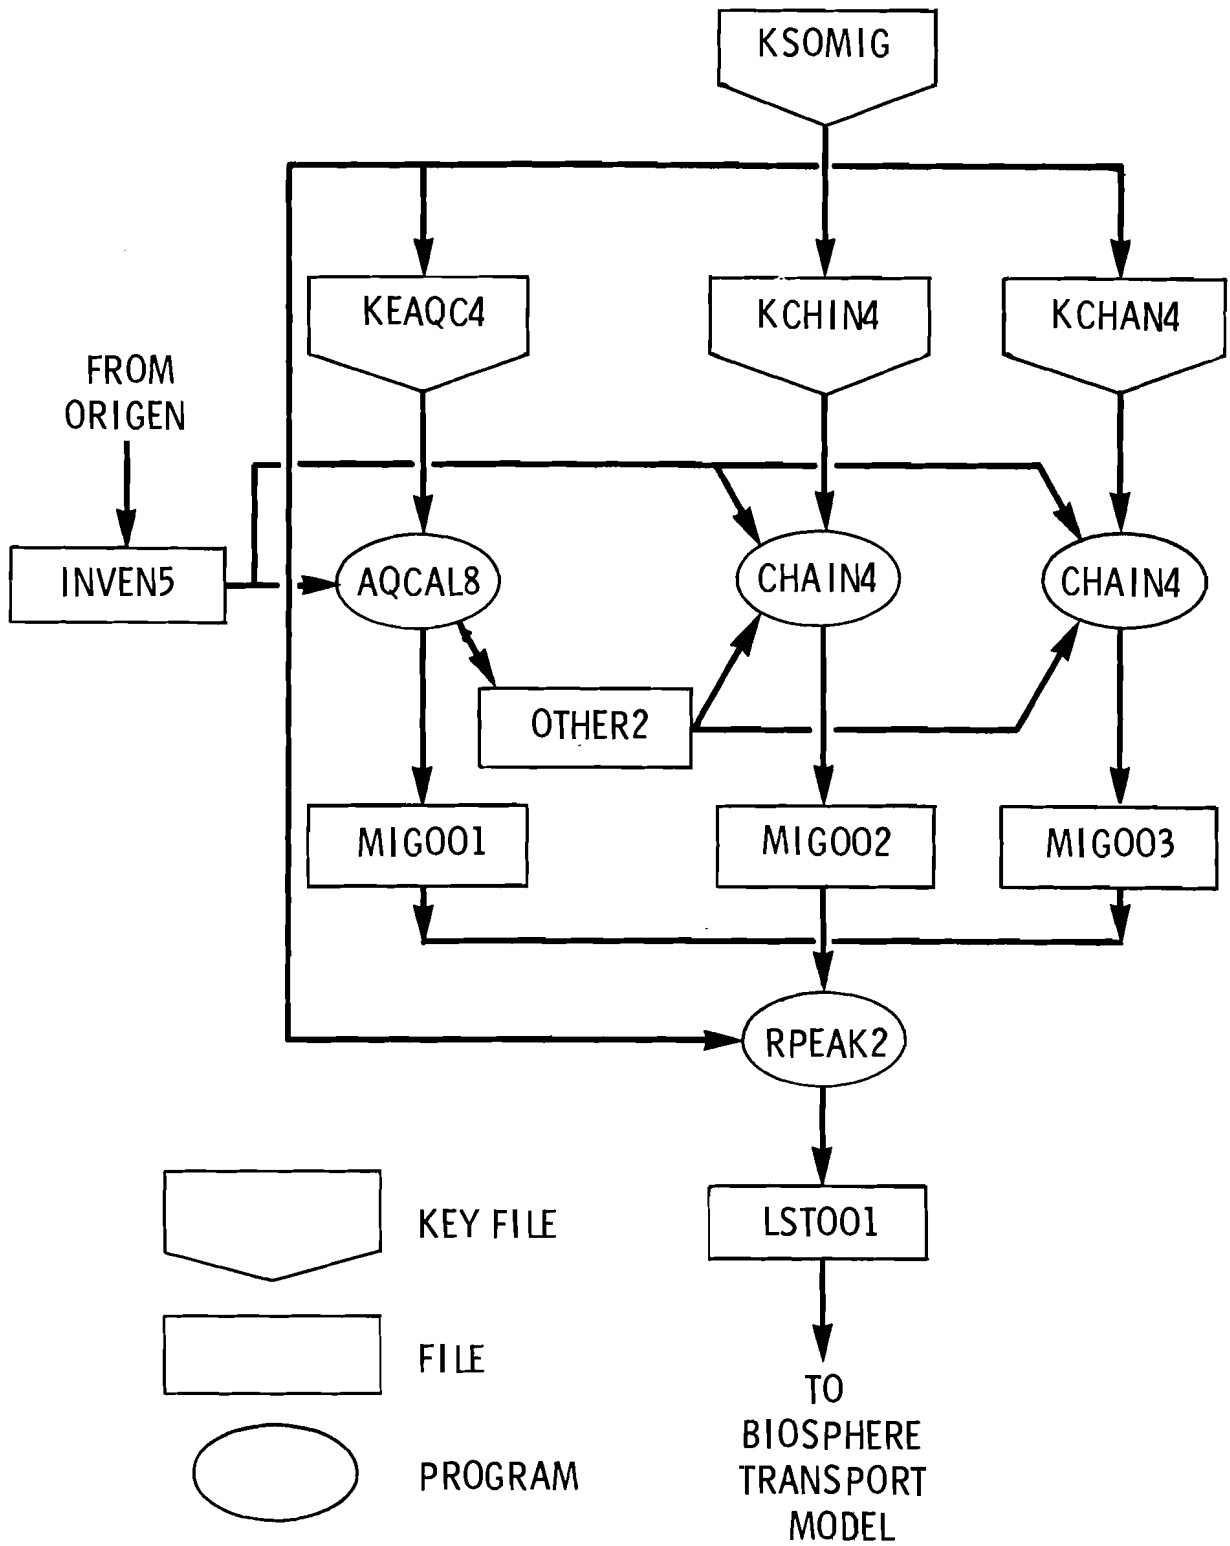 KSOMIG
KEAQC4
KCHIN4
KCHAN4
FROM
ORIGEN
INVEN5
AQCAL8
CHAIN4
CHAIN4
OTHER2
MIG001
MIG002
MIG003
RPEAK2
LST001
KEY FILE
FILE
PROGRAM
TO
BIOSPHERE
TRANSPORT
MODEL